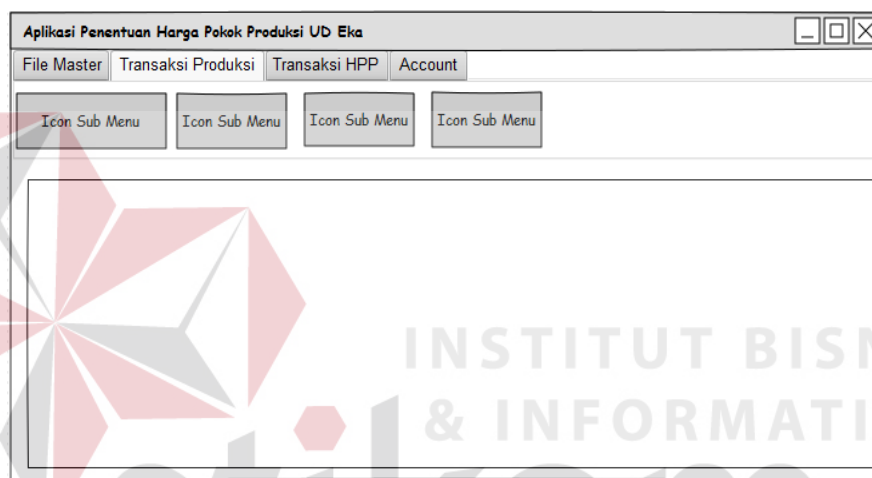 Aplikasi Penentuan Harga Pokok Produksi UD Eka
File Master Transaksi Produksi Transaksi HPP Account
Icon Sub Menu Icon Sub Menu Icon Sub Menu Icon Sub Menu
INSTITUT BISN
& INFORMATI
stikom